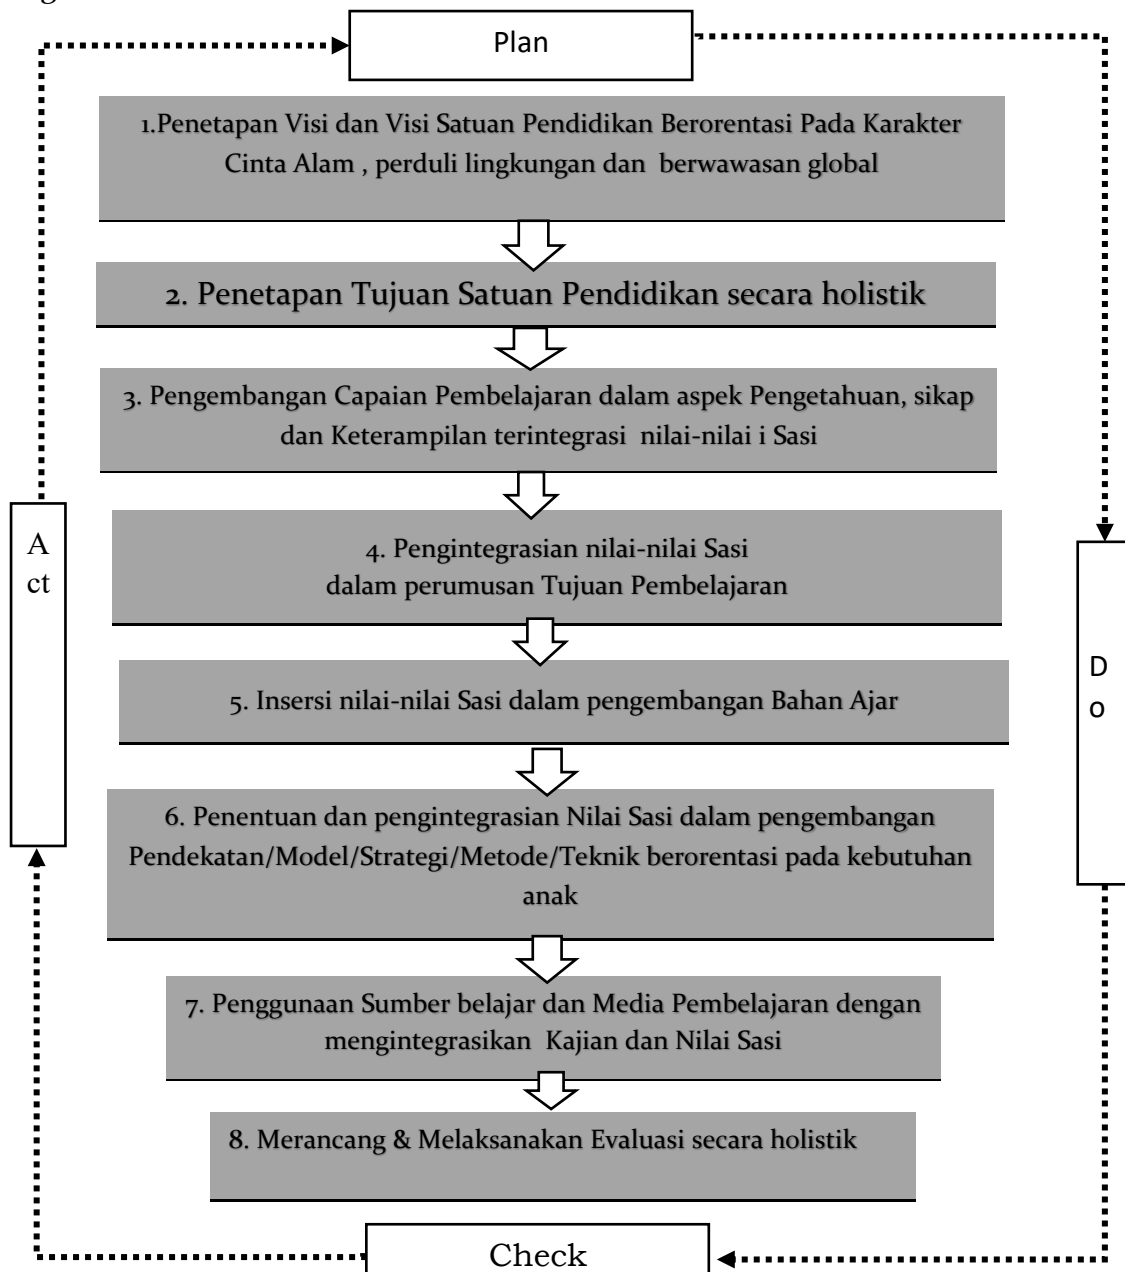 Plan
1.Penetapan Visi dan Visi Satuan Pendidikan Berorentasi Pada Karakter
Cinta Alam , perduli lingkungan dan berwawasan global
2. Penetapan Tujuan Satuan Pendidikan secara holistik
3. Pengembangan Capaian Pembelajaran dalam aspek Pengetahuan, sikap
dan Keterampilan terintegrasi nilai-nilai i Sasi
A
ct
4. Pengintegrasian nilai-nilai Sasi
dalam perumusan Tujuan Pembelajaran
D
o
5. Insersi nilai-nilai Sasi dalam pengembangan Bahan Ajar
6. Penentuan dan pengintegrasian Nilai Sasi dalam pengembangan
Pendekatan/Model/Strategi/Metode/Teknik berorentasi pada kebutuhan
anak
7. Penggunaan Sumber belajar dan Media Pembelajaran dengan
mengintegrasikan Kajian dan Nilai Sasi
8. Merancang & Melaksanakan Evaluasi secara holistik
Check